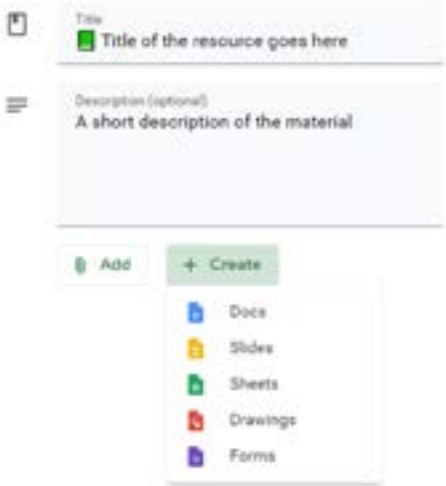 Title
Title of the resource goes here
Description (optional)
A short description of the material
Add
+ Create
Docs
Slides
Sheets
Drawings
Forms